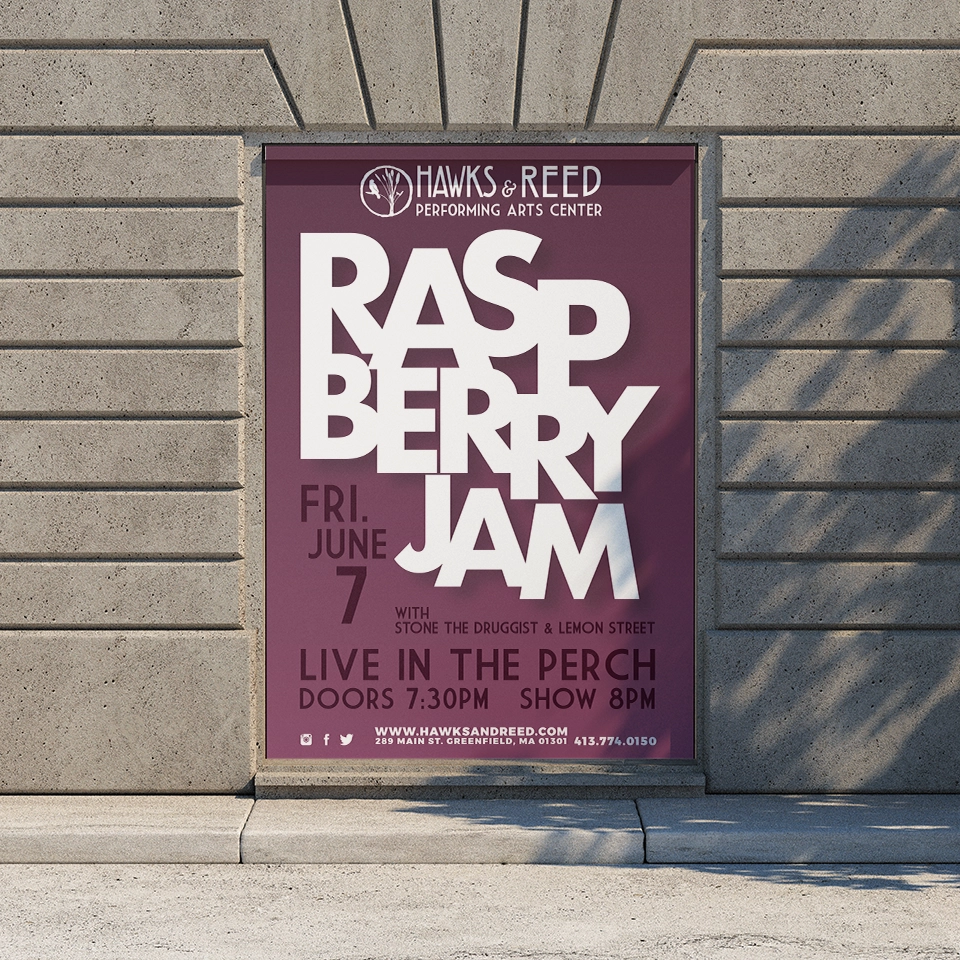 HAWKS & REED
PERFORMING ARTS CENTER
RASP
BERRY
JAM
FRI.
JUNE
7
WITH
STONE THE DRUGGIST & LEMON STREET
LIVE IN THE PERCH
DOORS 7:30PM SHOW 8PM
WWW.HAWKSANDREED.COM
289 MAIN ST. GREENFIELD, MA 01301 413.774.0150